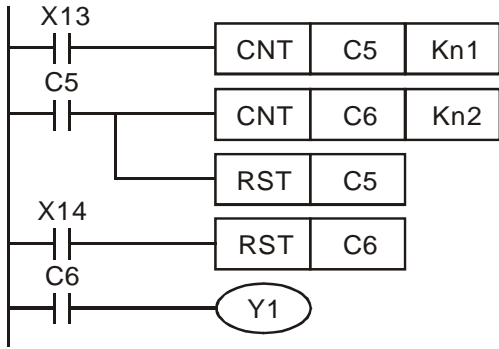 X13
CNT C5 Kn1
C5
CNT C6 Kn2
RST C5
X14
RST C6
C6
Y1